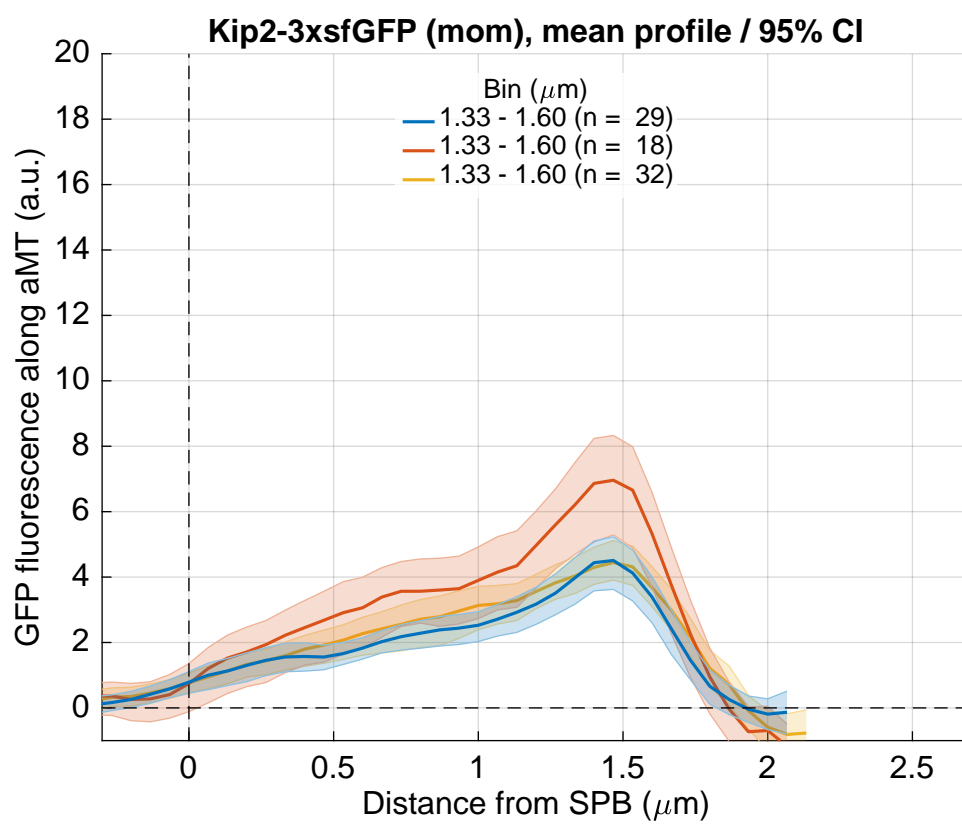 Kip2-3xsfGFP (mom), mean profile / 95% CI
GFP fluorescence along aMT (a.u.)
20
18
16
14
12
10
8
6
4
2
0
Bin (μm)
1.33 - 1.60 (n = 29)
1.33 - 1.60 (n = 18)
1.33 - 1.60 (n = 32)
0 0.5 1 1.5 2 2.5
Distance from SPB (μm)